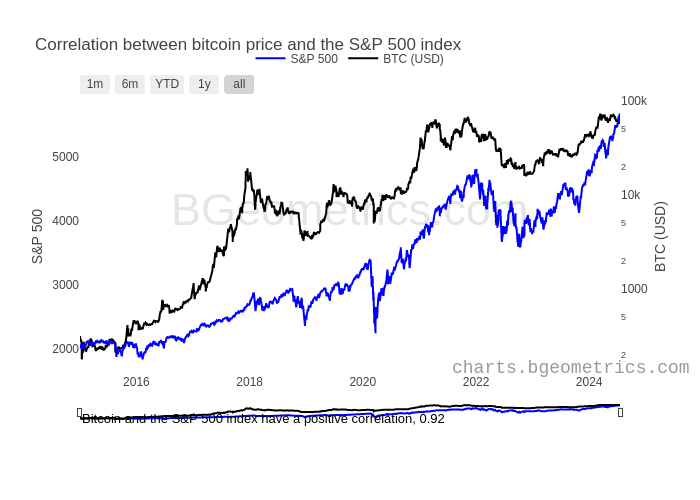 Correlation between bitcoin price and the S&P 500 index
S&P 500 BTC (USD)
1m 6m YTD 1y all
100k
5
5000
2
BGeometrics.com
10k
4000
5
S&P 500
BTC (USD)
2
3000
1000
5
2000
2
charts.bgeometrics.com
2016 2018 2020 2022 2024
Bitcoin and the S&P 500 index have a positive correlation, 0.92